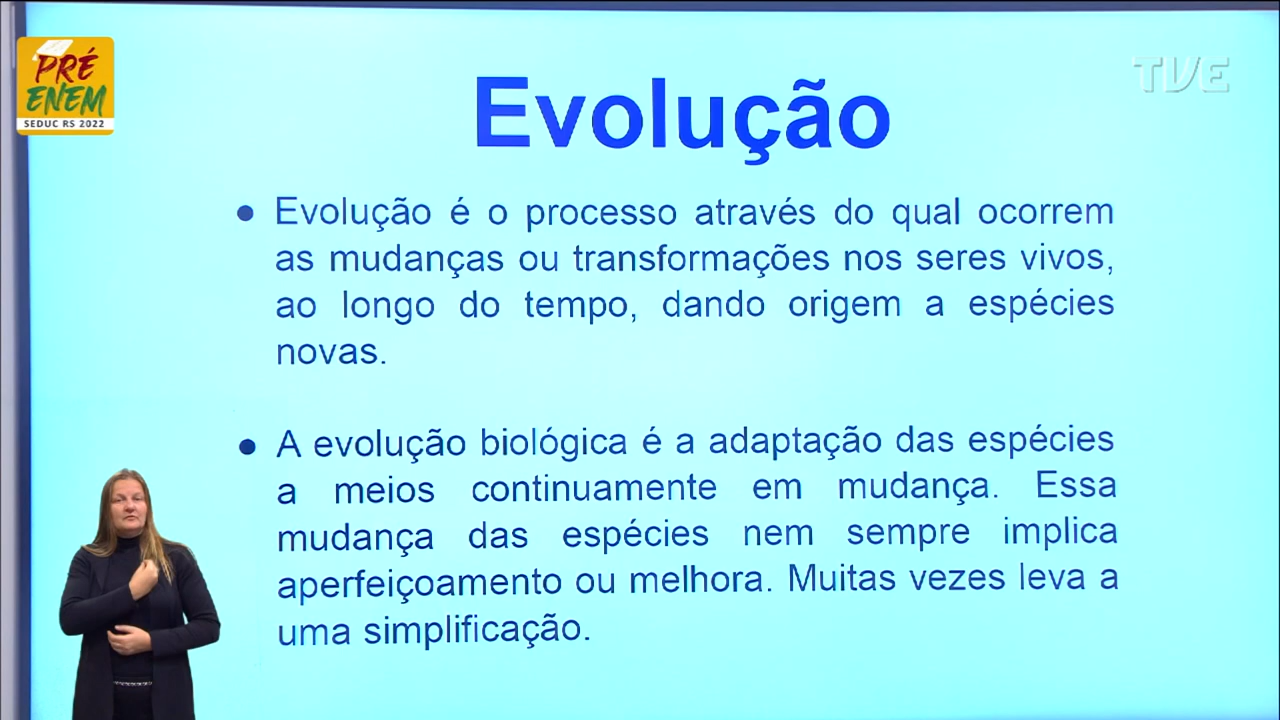 PRÉ
ENEM
SEDUC RS 2022
TVE
Evolução
● Evolução é o processo através do qual ocorrem
as mudanças ou transformações nos seres vivos,
ao longo do tempo, dando origem a espécies
novas.
● A evolução biológica é a adaptação das espécies
a meios continuamente em mudança. Essa
mudança das espécies nem sempre implica
aperfeiçoamento ou melhora. Muitas vezes leva a
uma simplificação.